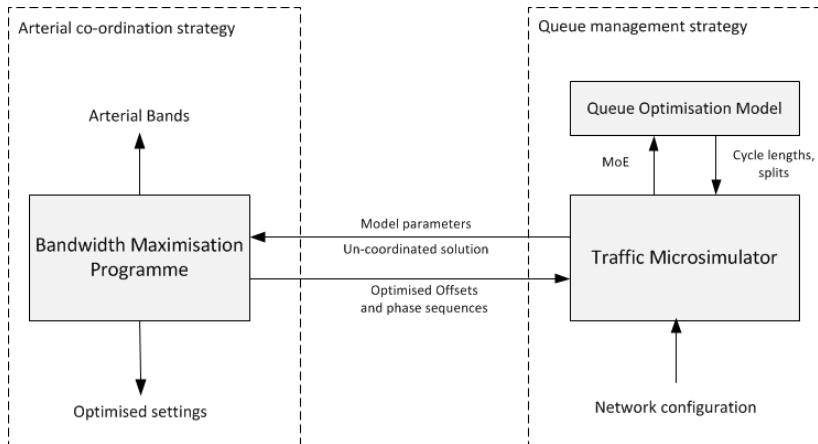 Arterial co-ordination strategy
Arterial Bands
Bandwidth Maximisation
Programme
Optimised settings
Model parameters
Un-coordinated solution
Optimised Offsets
and phase sequences
Queue management strategy
Queue Optimisation Model
MoE
Cycle lengths,
splits
Traffic Microsimulator
Network configuration